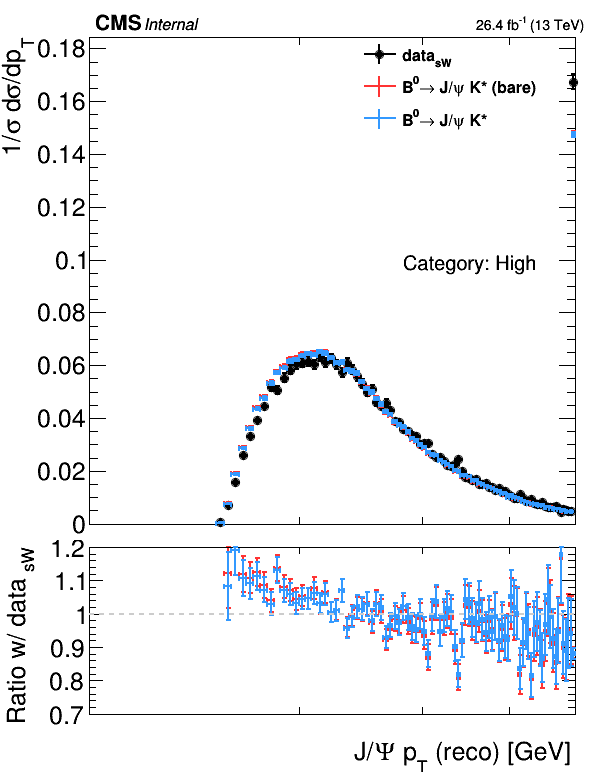 CMS Internal
26.4 fb⁻¹ (13 TeV)
1/σ dσ/dp_T
data_sW
B⁰→ J/ψ K* (bare)
B⁰→ J/ψ K*
Category: High
0.18
0.16
0.14
0.12
0.1
0.08
0.06
0.04
0.02
0
Ratio w/ data _sW
1.2
1.1
1
0.9
0.8
0.7
J/Ψ p_T (reco) [GeV]